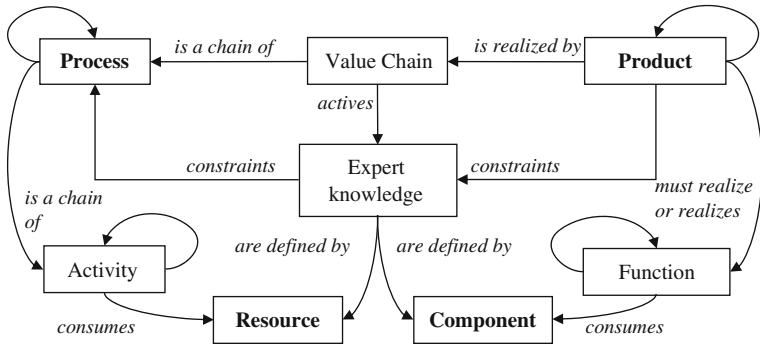 is a chain of
is realized by
Process
Value Chain
Product
actives
constraints
Expert
knowledge
constraints
is a chain
of
must realize
or realizes
are defined by
are defined by
Activity
Function
consumes
Resource
Component
consumes